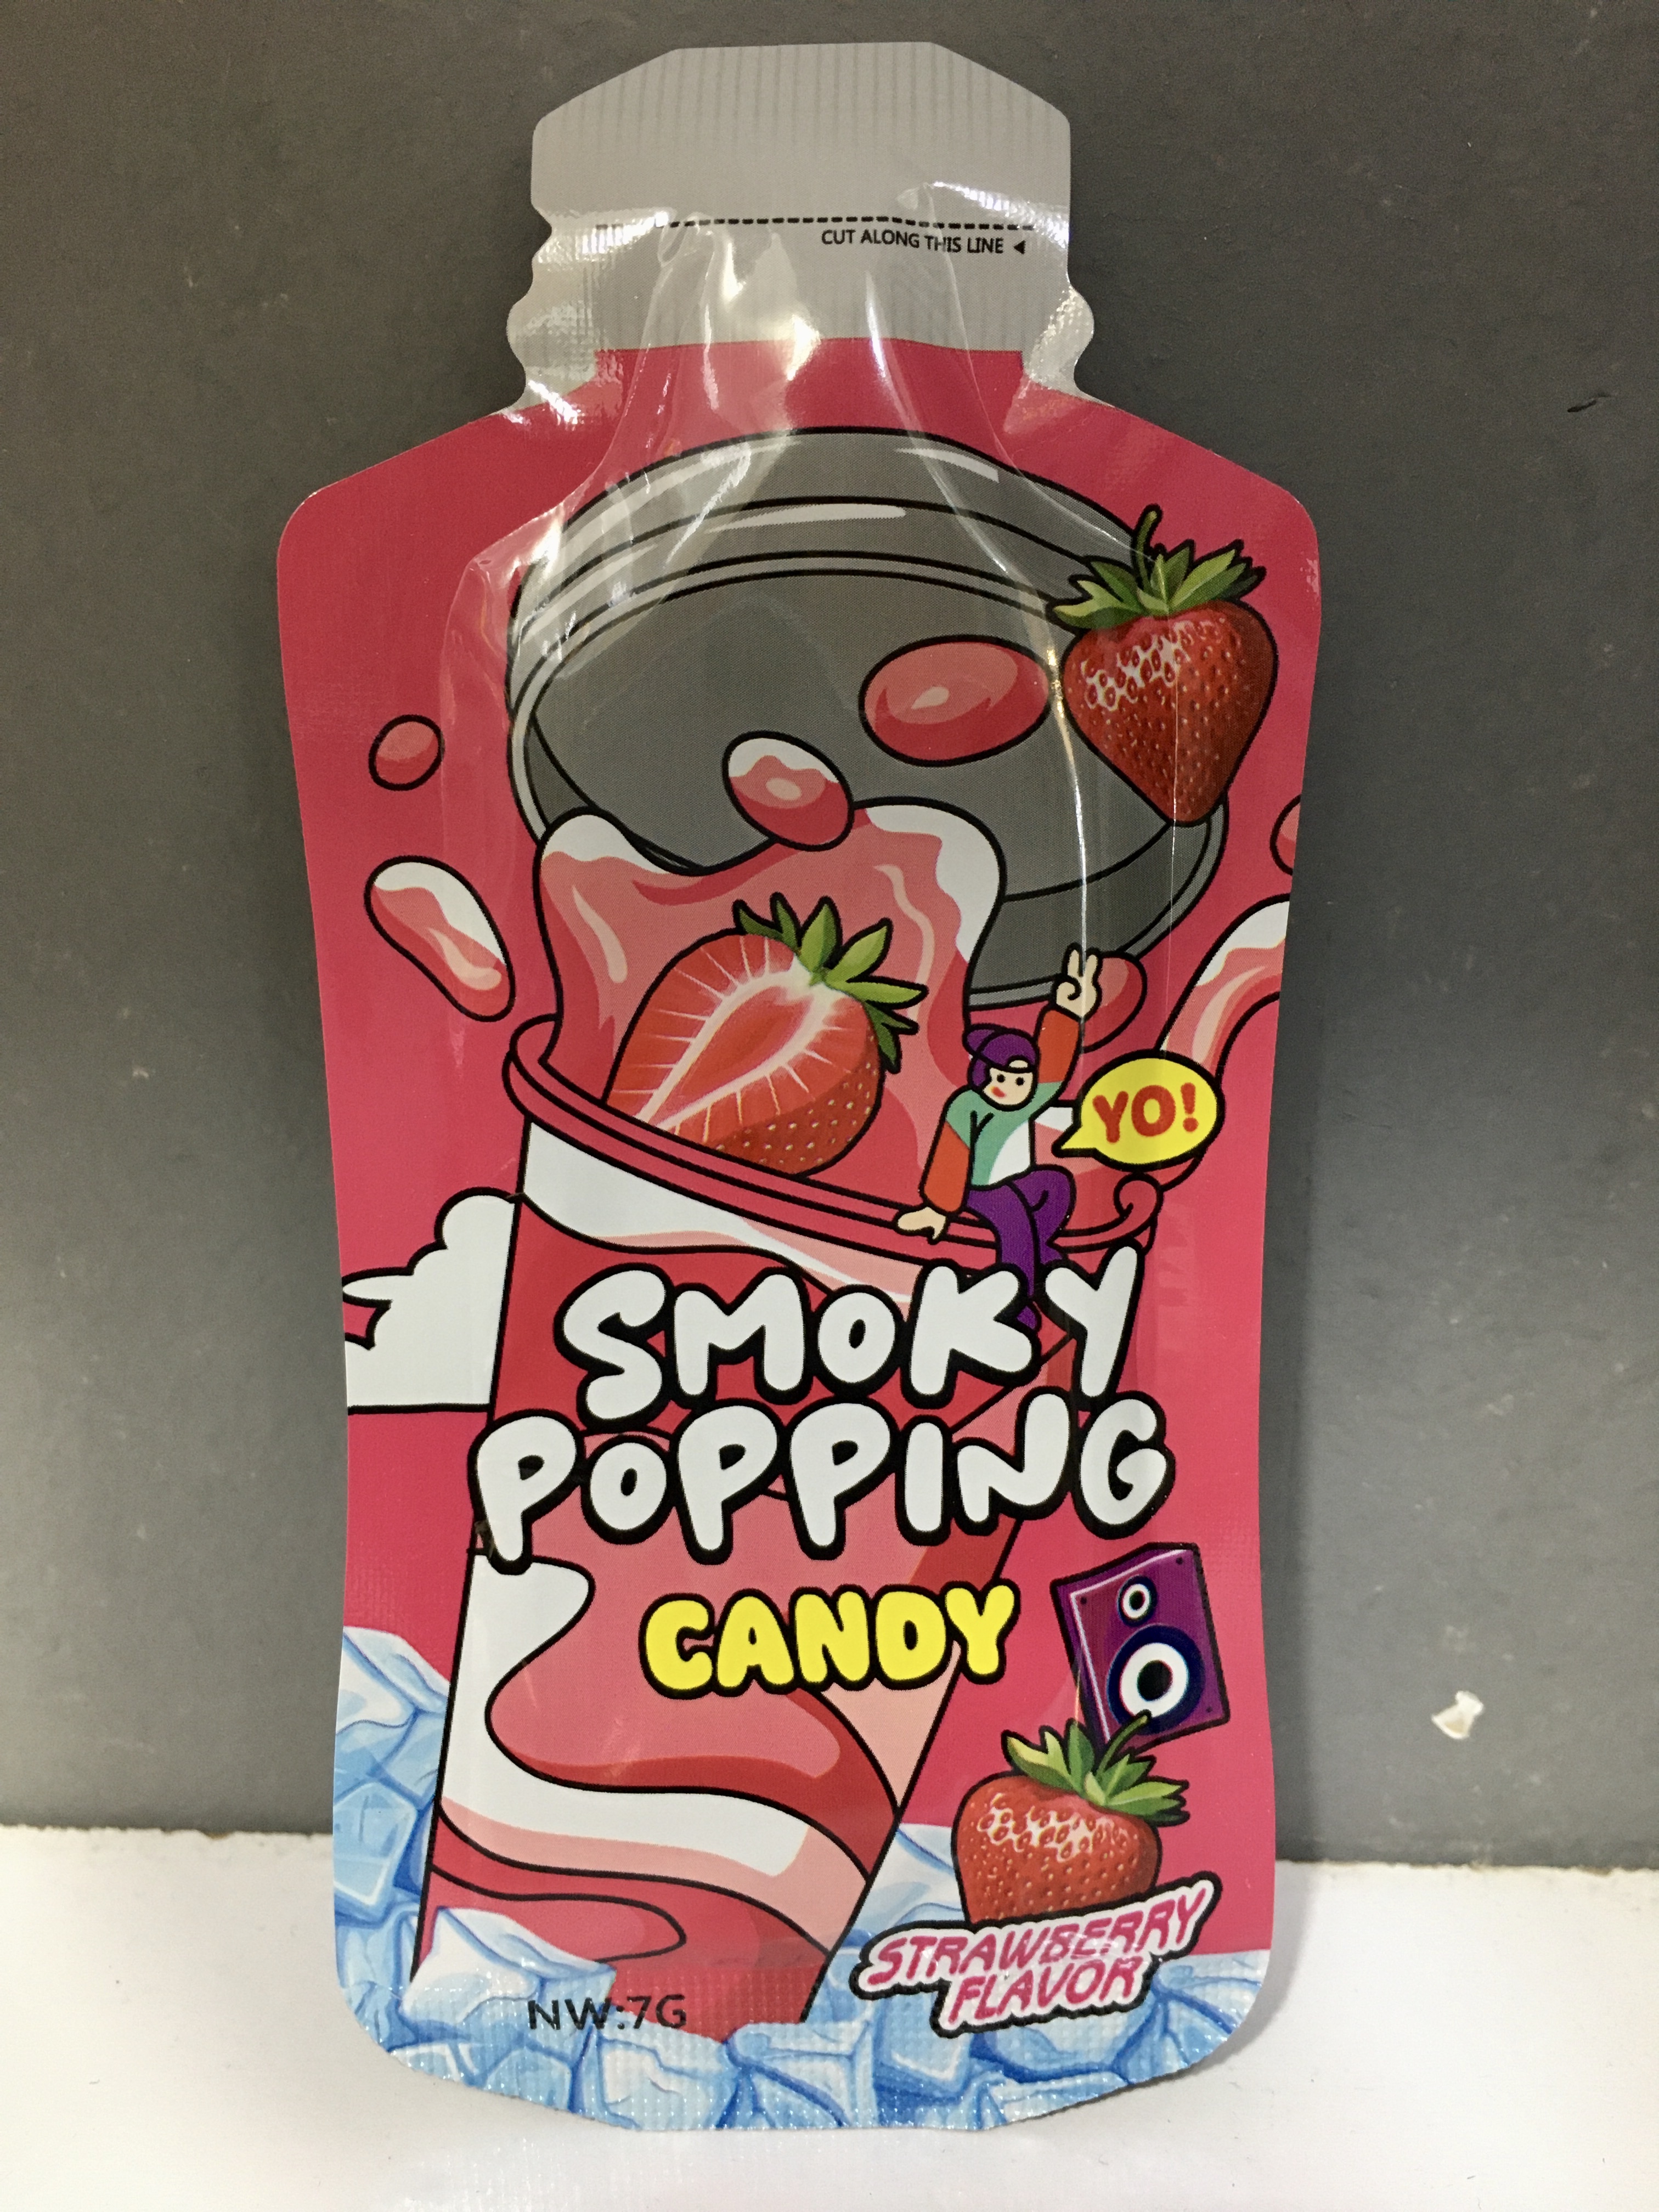 CUT ALONG THIS LINE
YO!
SMOKY
POPPING
CANDY
STRAWBERRY
FLAVOR
NW:7G